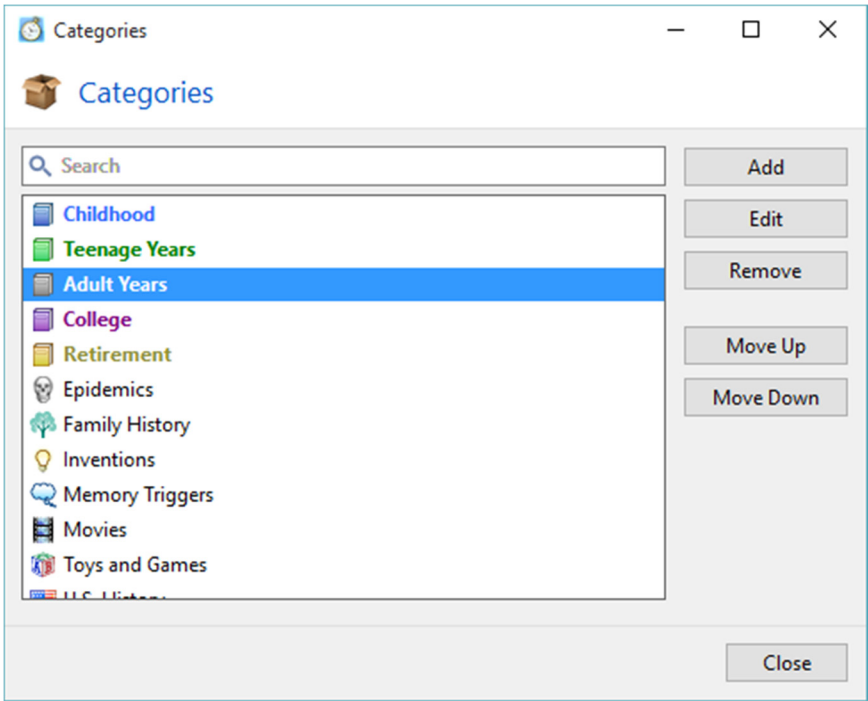 Categories
Categories
Search
Add
Childhood
Edit
Teenage Years
Remove
Adult Years
College
Move Up
Retirement
Epidemics
Move Down
Family History
Inventions
Memory Triggers
Movies
Toys and Games
U.S. History
Close